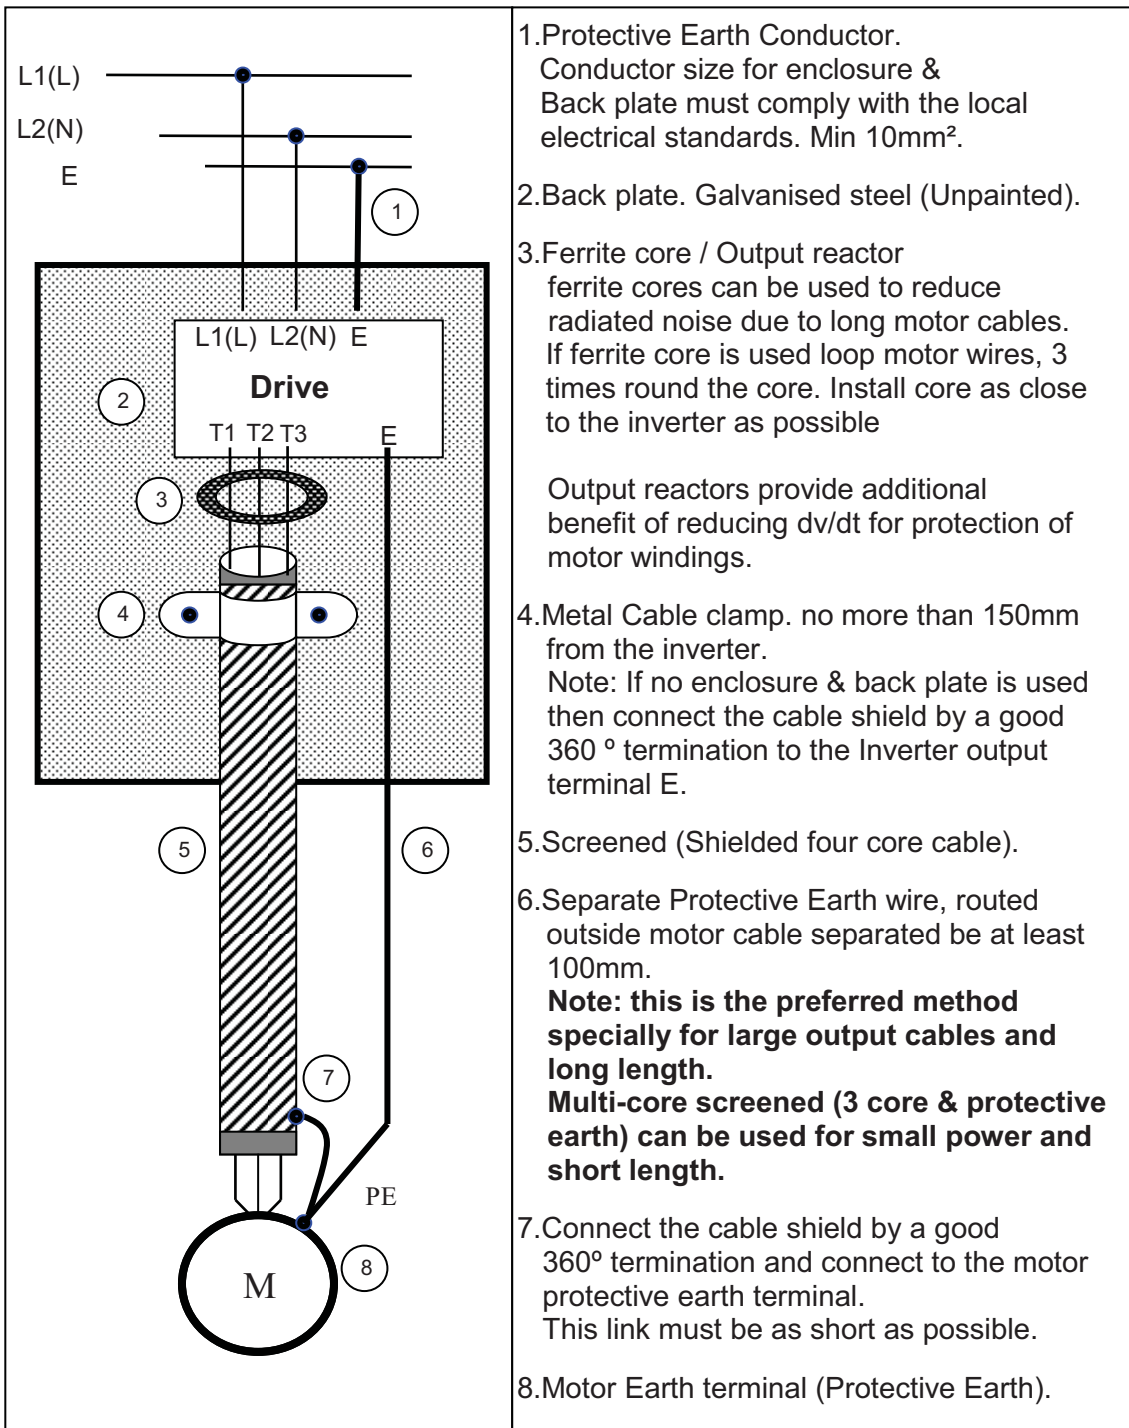 L1(L)
L2(N)
E
1
L1(L) L2(N) E
Drive
2
T1 T2 T3 E
3
4
5
6
7
PE
8
M
1.Protective Earth Conductor.
Conductor size for enclosure &
Back plate must comply with the local
electrical standards. Min 10mm².
2.Back plate. Galvanised steel (Unpainted).
3.Ferrite core / Output reactor
ferrite cores can be used to reduce
radiated noise due to long motor cables.
If ferrite core is used loop motor wires, 3
times round the core. Install core as close
to the inverter as possible
Output reactors provide additional
benefit of reducing dv/dt for protection of
motor windings.
4.Metal Cable clamp. no more than 150mm
from the inverter.
Note: If no enclosure & back plate is used
then connect the cable shield by a good
360 º termination to the Inverter output
terminal E.
5.Screened (Shielded four core cable).
6.Separate Protective Earth wire, routed
outside motor cable separated be at least
100mm.
Note: this is the preferred method
specially for large output cables and
long length.
Multi-core screened (3 core & protective
earth) can be used for small power and
short length.
7.Connect the cable shield by a good
360º termination and connect to the motor
protective earth terminal.
This link must be as short as possible.
8.Motor Earth terminal (Protective Earth).